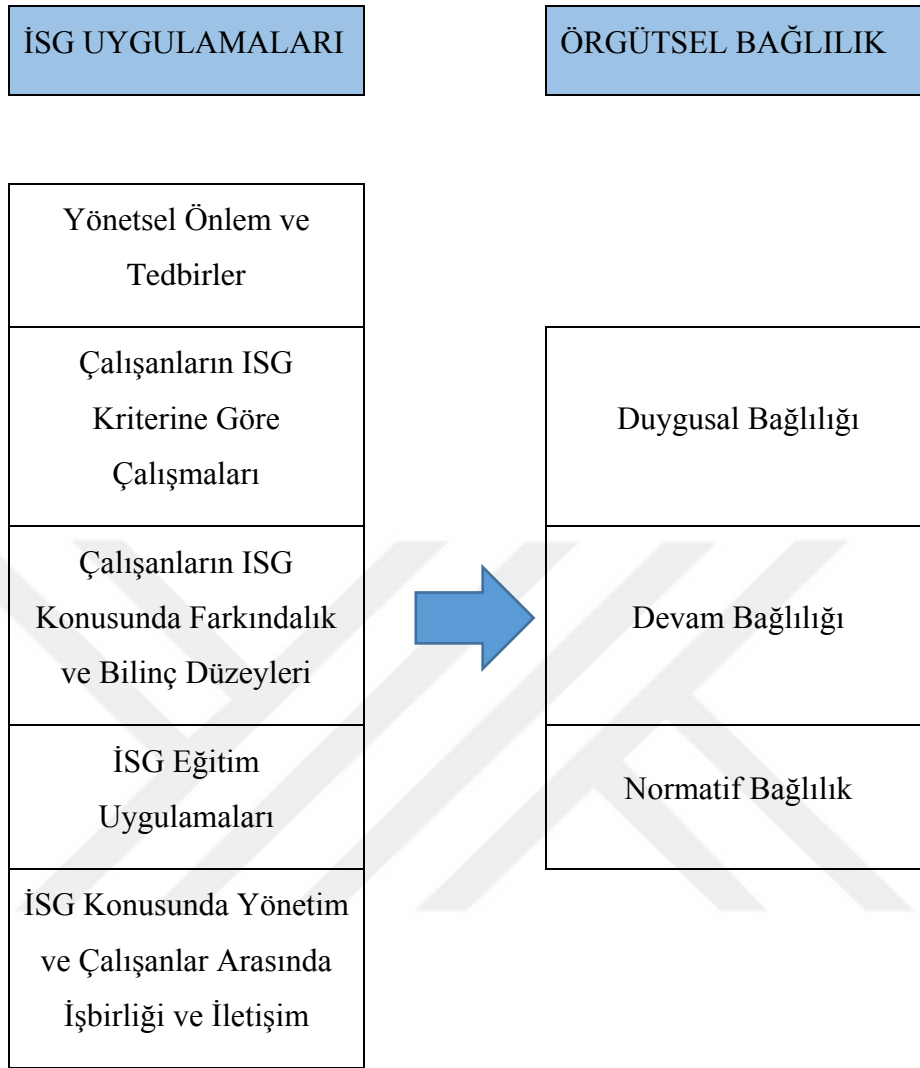 İSG UYGULAMALARI
ÖRGÜTSEL BAĞLILIK
Yönetsel Önlem ve
Tedbirler
Çalışanların ISG
Kriterine Göre
Çalışmaları
Çalışanların ISG
Konusunda Farkındalık
ve Bilinç Düzeyleri
İSG Eğitim
Uygulamaları
İSG Konusunda Yönetim
ve Çalışanlar Arasında
İşbirliği ve İletişim
Duygusal Bağlılığı
Devam Bağlılığı
Normatif Bağlılık